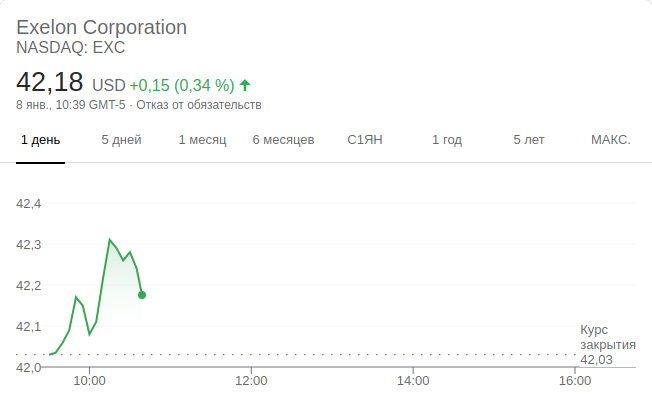 Exelon Corporation
NASDAQ: EXC
42,18 USD +0,15 (0,34 %)
8 янв., 10:39 GMT-5 · Отказ от обязательств
1 день 5 дней 1 месяц 6 месяцев С1ЯН 1 год 5 лет МАКС.
42,4
42,3
42,2
42,1
42,0
Курс
закрытия
42,03
10:00 12:00 14:00 16:00